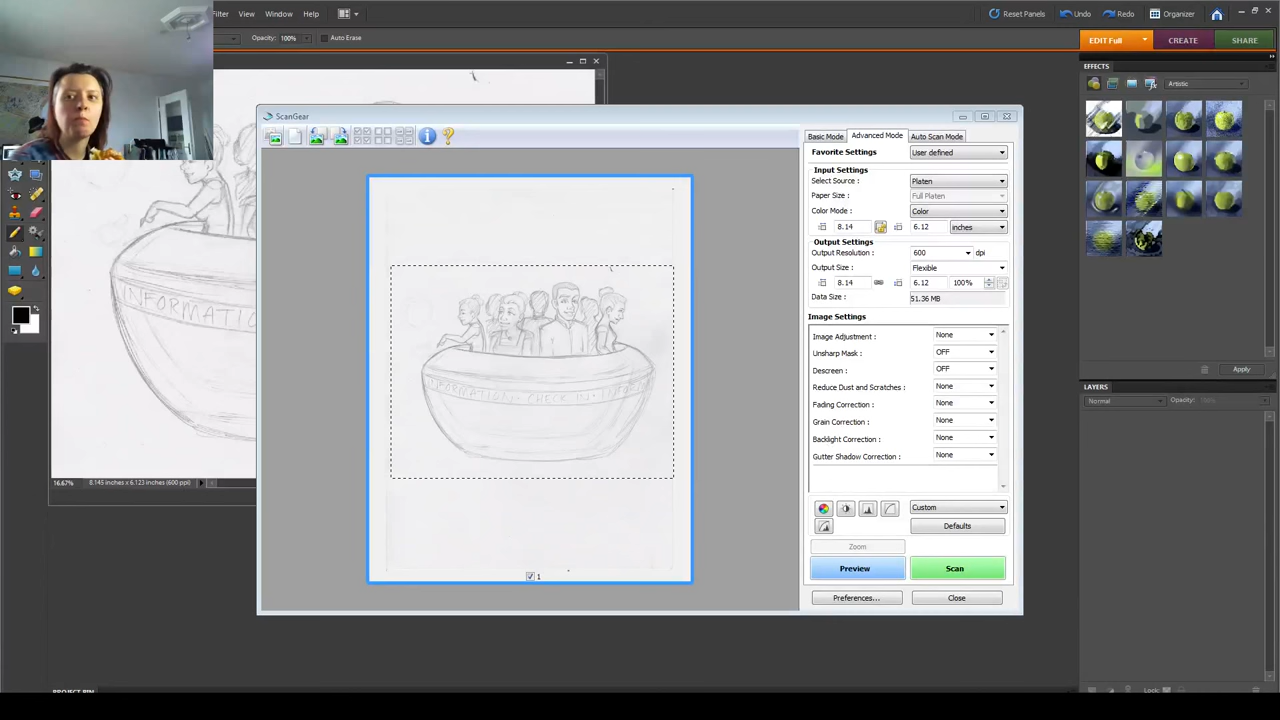 Filter View Window Help Reset Panels Undo Redo Organizer
Opacity: 100% Auto Erase EDIT Full CREATE SHARE
EFFECTS
Artistic
ScanGear
Basic Mode Advanced Mode Auto Scan Mode
Favorite Settings User defined
Input Settings
Select Source : Platen
Paper Size : Full Platen
Color Mode : Color
8.14 6.12 inches
Output Settings
Output Resolution : 600 dpi
Output Size : Flexible
8.14 6.12 100%
Data Size : 51.36 MB
Image Settings
Image Adjustment : None
Unsharp Mask : OFF
Descreen : OFF
Reduce Dust and Scratches : None
Fading Correction : None
Grain Correction : None
Backlight Correction : None
Gutter Shadow Correction : None
Custom
Defaults
Zoom
Preview Scan
Preferences... Close
INFORMATION · CHECK IN ·
1
INFORMATIO
16.67% 8.145 inches x 6.123 inches (600 ppi)
Apply
LAYERS
Normal Opacity:
Lock:
PROJECT BIN